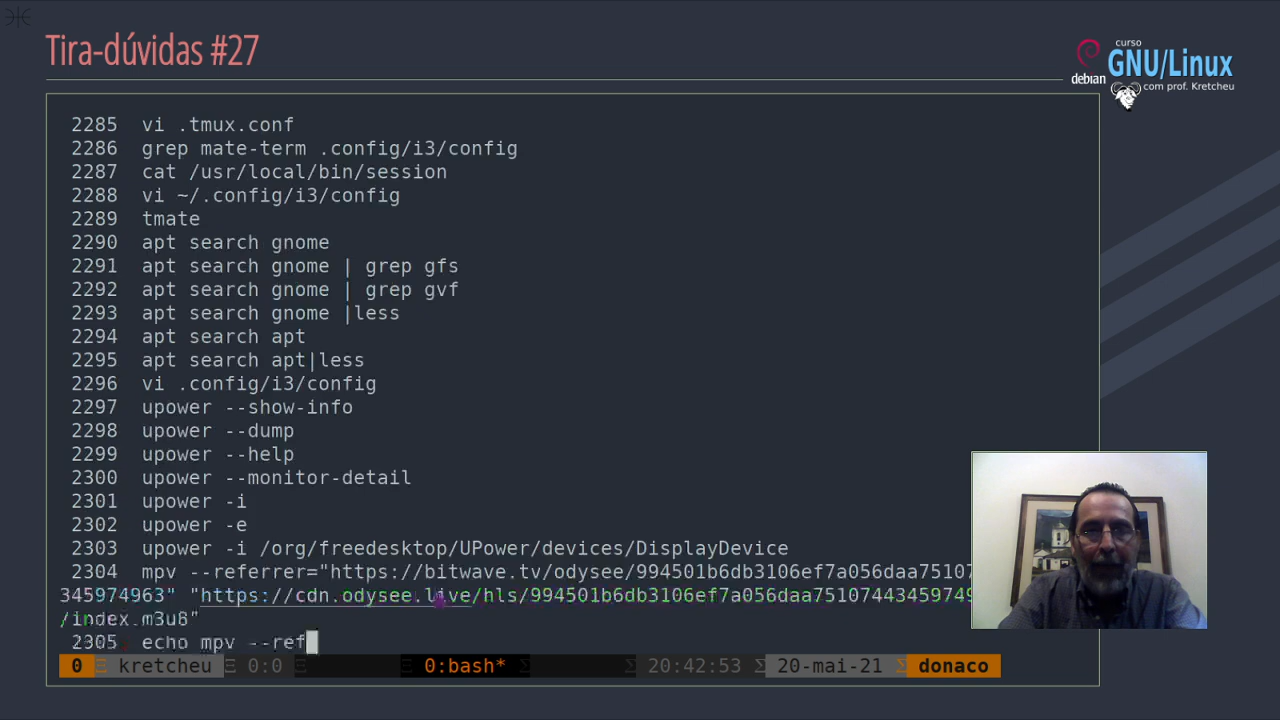 Tira-dúvidas #27
curso
GNU/Linux
com prof. Kretcheu
debian
2285 vi .tmux.conf
2286 grep mate-term .config/i3/config
2287 cat /usr/local/bin/session
2288 vi ~/.config/i3/config
2289 tmate
2290 apt search gnome
2291 apt search gnome | grep gfs
2292 apt search gnome | grep gvf
2293 apt search gnome |less
2294 apt search apt
2295 apt search apt|less
2296 vi .config/i3/config
2297 upower --show-info
2298 upower --dump
2299 upower --help
2300 upower --monitor-detail
2301 upower -i
2302 upower -e
2303 upower -i /org/freedesktop/UPower/devices/DisplayDevice
2304 mpv --referrer="https://bitwave.tv/odysee/994501b6db3106ef7a056daa75107
345974963" "https://cdn.odysee.live/hls/994501b6db3106ef7a056daa75107443459749
/index.m3u8"
2305 echo mpv --ref
0 kretcheu 0:0 0:bash* 20:42:53 Σ 20-mai-21 Σ donaco